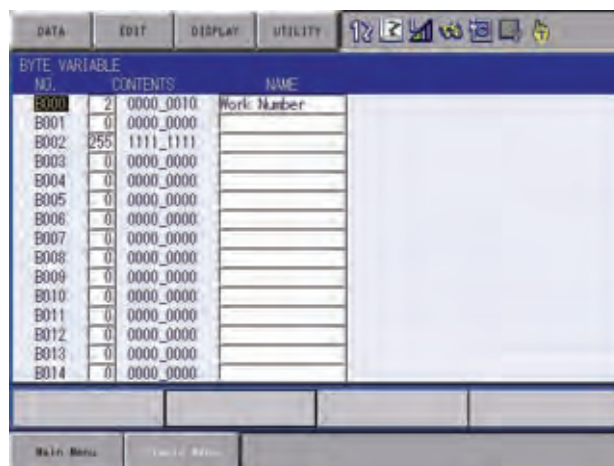 DATA EDIT DISPLAY UTILITY
BYTE VARIABLE
NO. CONTENTS NAME
B000 2 0000_0010 Work Number
B001 0 0000_0000
B002 255 1111_1111
B003 0 0000_0000
B004 0 0000_0000
B005 0 0000_0000
B006 0 0000_0000
B007 0 0000_0000
B008 0 0000_0000
B009 0 0000_0000
B010 0 0000_0000
B011 0 0000_0000
B012 0 0000_0000
B013 0 0000_0000
B014 0 0000_0000
Main Menu Menu